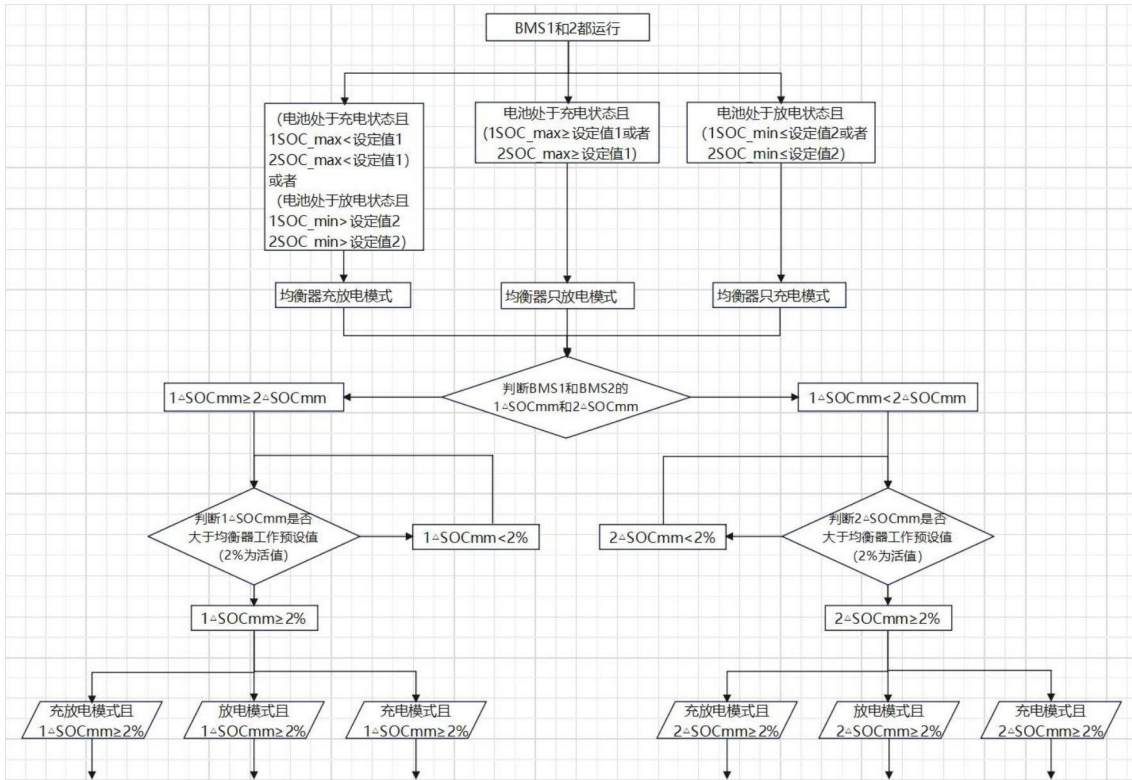 BMS1和2都运行
（电池处于充电状态且
1SOC_max<设定值1
2SOC_max<设定值1)
或者
（电池处于放电状态且
1SOC_min>设定值2
2SOC_min>设定值2)
电池处于充电状态且
(1SOC_max≥设定值1或者
2SOC_max≥设定值1)
电池处于放电状态且
(1SOC_min≤设定值2或者
2SOC_min≤设定值2)
均衡器充放电模式
均衡器只放电模式
均衡器只充电模式
判断BMS1和BMS2的
1△SOCmm和2△SOCmm
1△SOCmm≥2△SOCmm
1△SOCmm<2△SOCmm
判断1△SOCmm是否
大于均衡器工作预设值
(2%为活值)
1△SOCmm<2%
2△SOCmm<2%
判断2△SOCmm是否
大于均衡器工作预设值
(2%为活值)
1△SOCmm≥2%
2△SOCmm≥2%
充放电模式且
1△SOCmm≥2%
放电模式且
1△SOCmm≥2%
充电模式且
1△SOCmm≥2%
充放电模式且
2△SOCmm≥2%
放电模式且
2△SOCmm≥2%
充电模式且
2△SOCmm≥2%